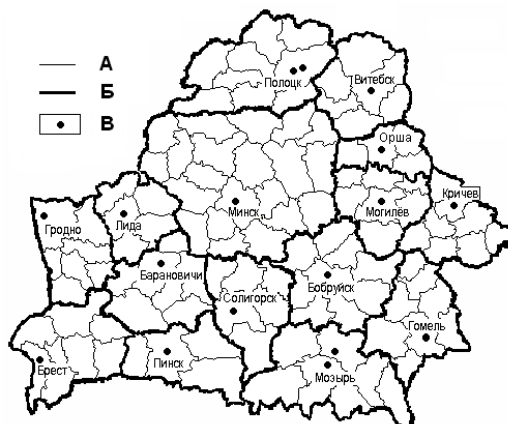 А
Б
В
Полоцк
Витебск
Орша
Кричев
Минск
Могилёв
Гродно
Лида
Барановичи
Солигорск
Бобруйск
Гомель
Брест
Пинск
Мозырь